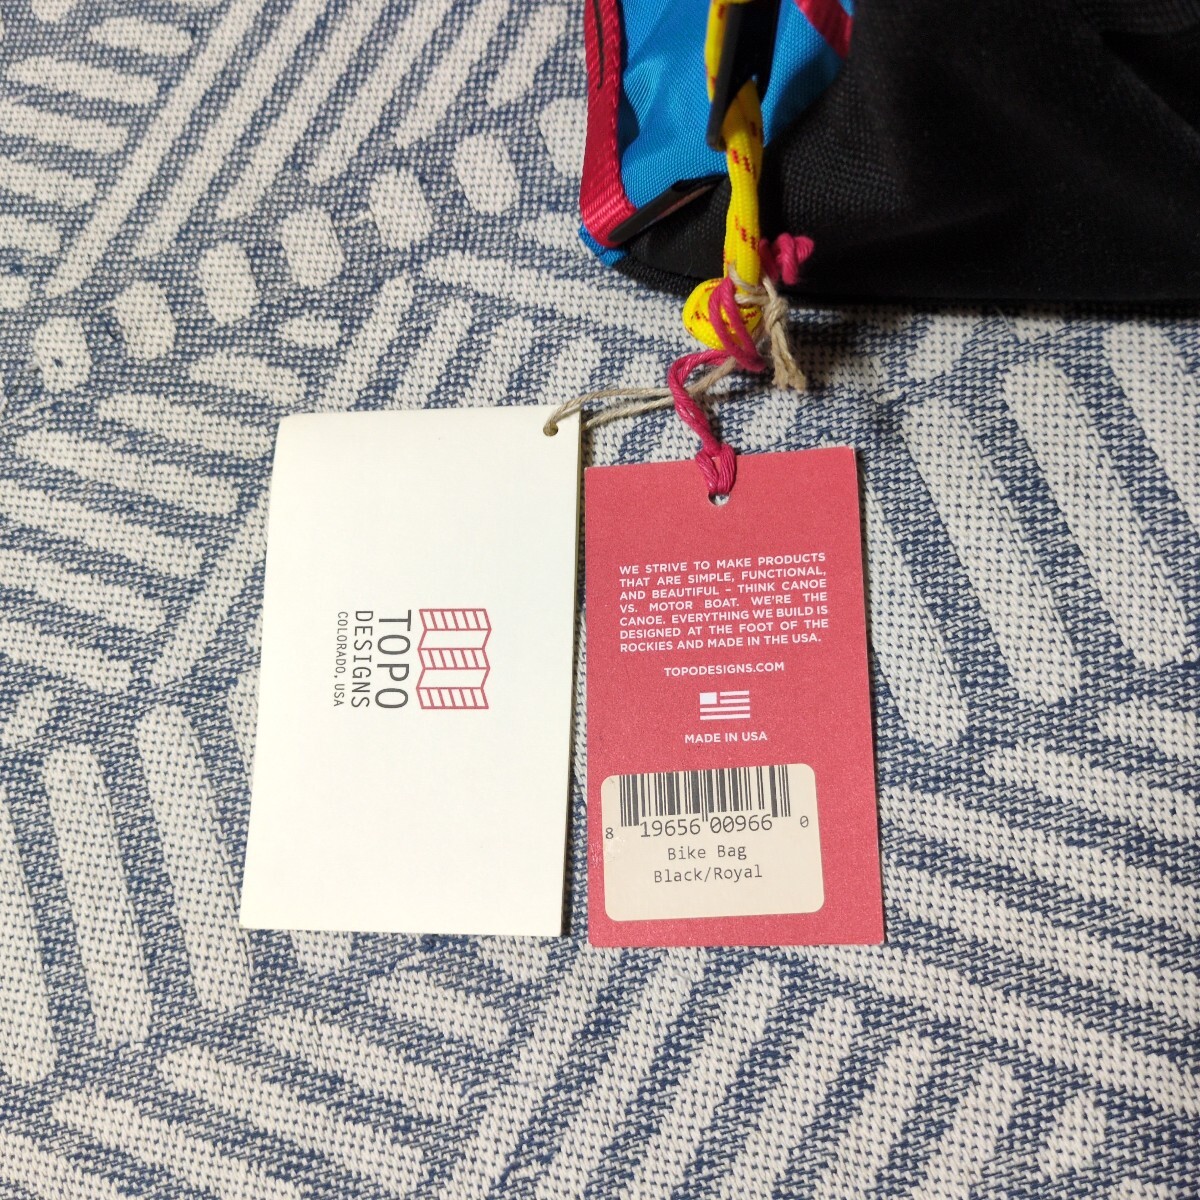 TOPO
DESIGNS
COLORADO, USA
WE STRIVE TO MAKE PRODUCTS
THAT ARE SIMPLE, FUNCTIONAL,
AND BEAUTIFUL – THINK CANOE
VS. MOTOR BOAT. WE'RE THE
CANOE. EVERYTHING WE BUILD IS
DESIGNED AT THE FOOT OF THE
ROCKIES AND MADE IN THE USA.
TOPODESIGNS.COM
MADE IN USA
8 19656 00966 0
Bike Bag
Black/Royal